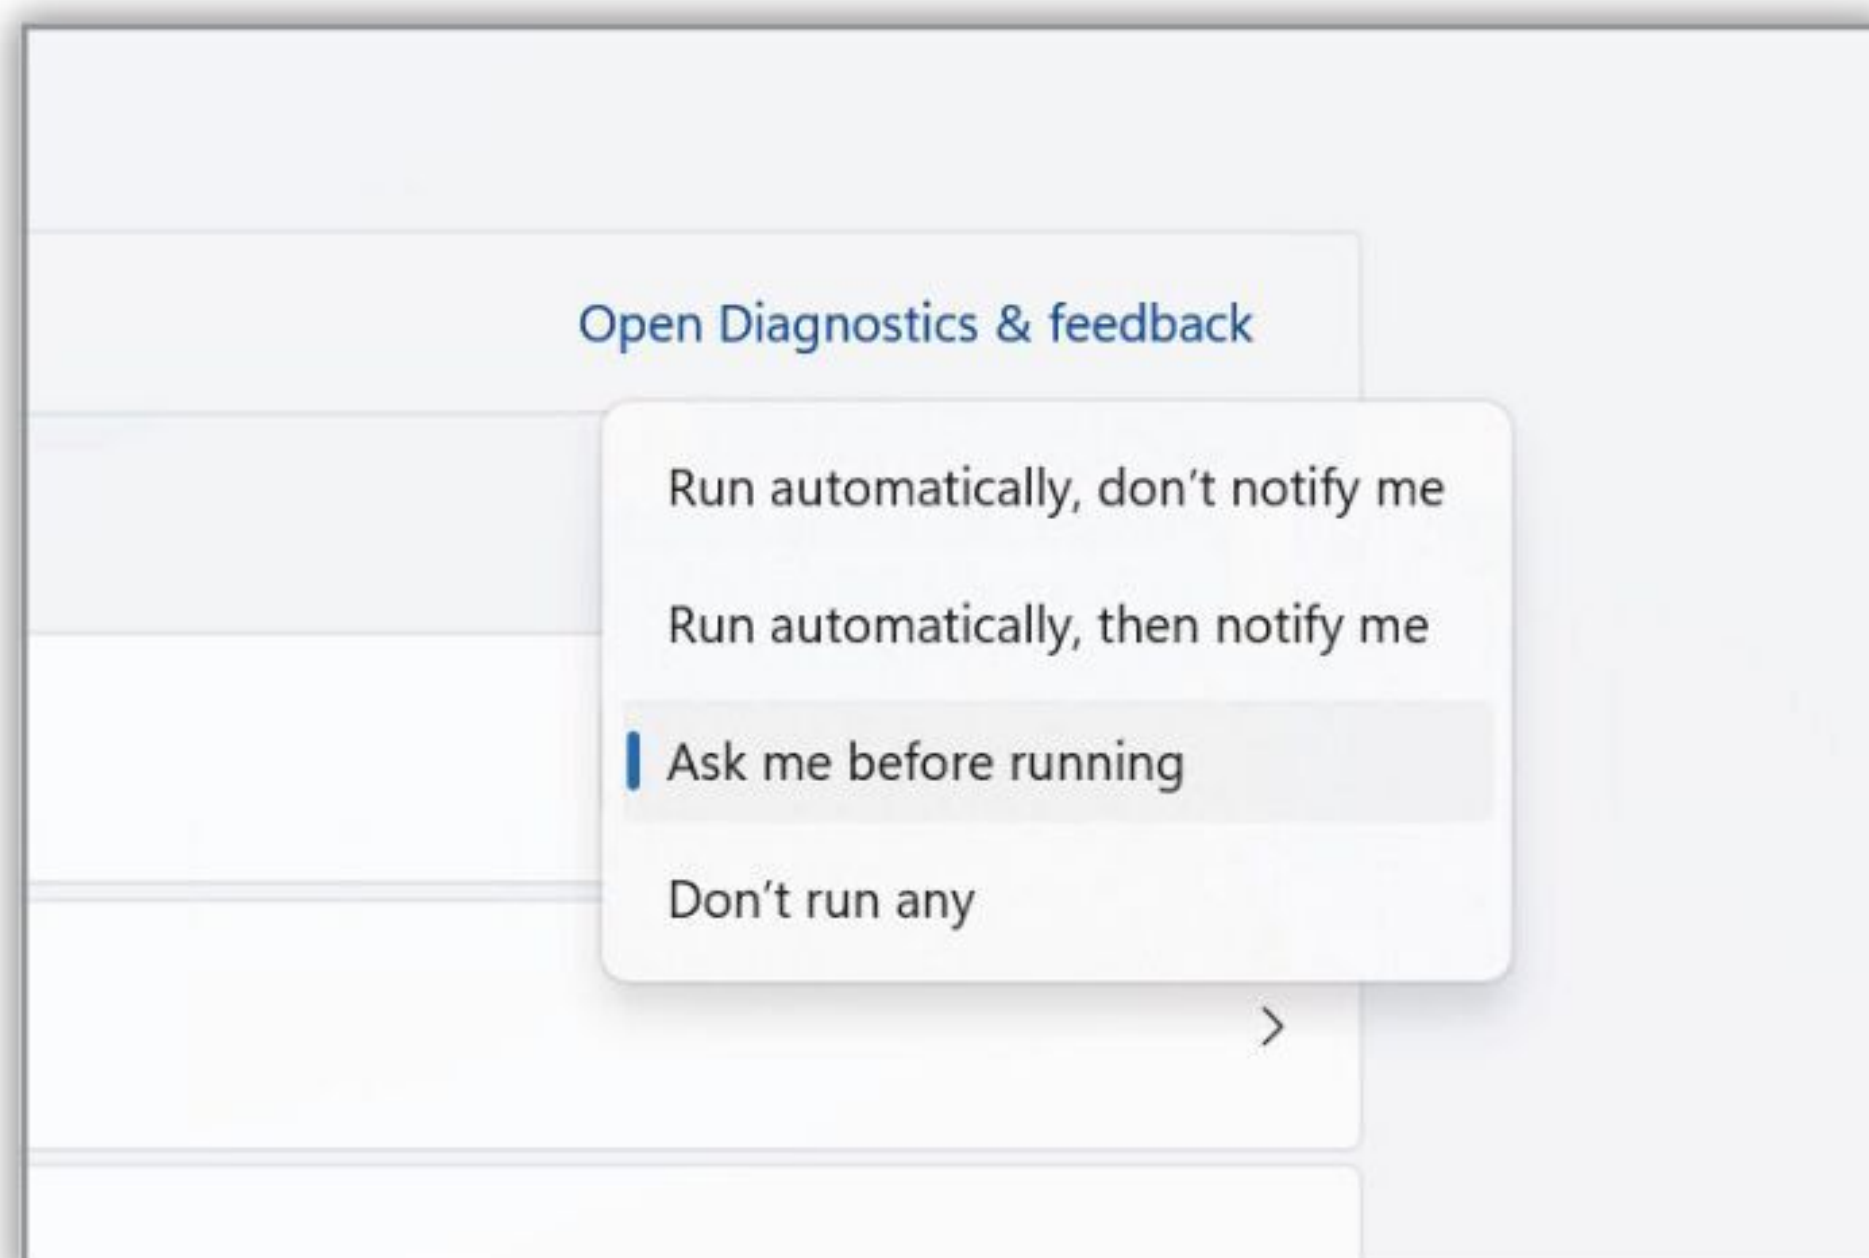 Open Diagnostics & feedback
Run automatically, don’t notify me
Run automatically, then notify me
Ask me before running
Don’t run any